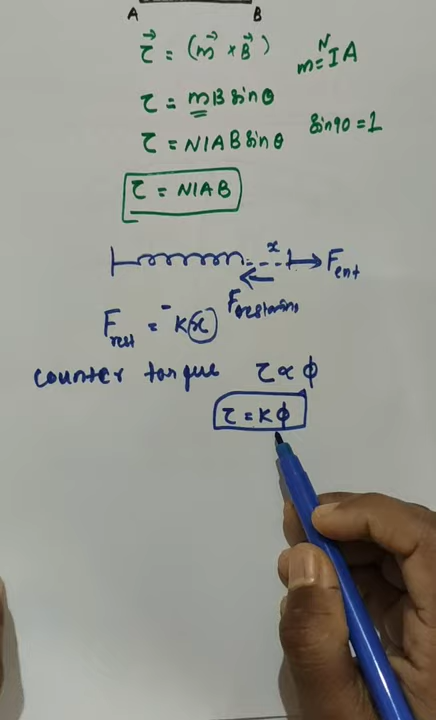 A B
τ⃗ = (m⃗ × B⃗)
m = NIA
τ = mB sinθ
τ = NIAB sinθ sin90 = 1
τ = NIAB
x
F_ext
F_restoring
F_rest = -k(x)
counter torque τ ∝ ϕ
τ = kϕ